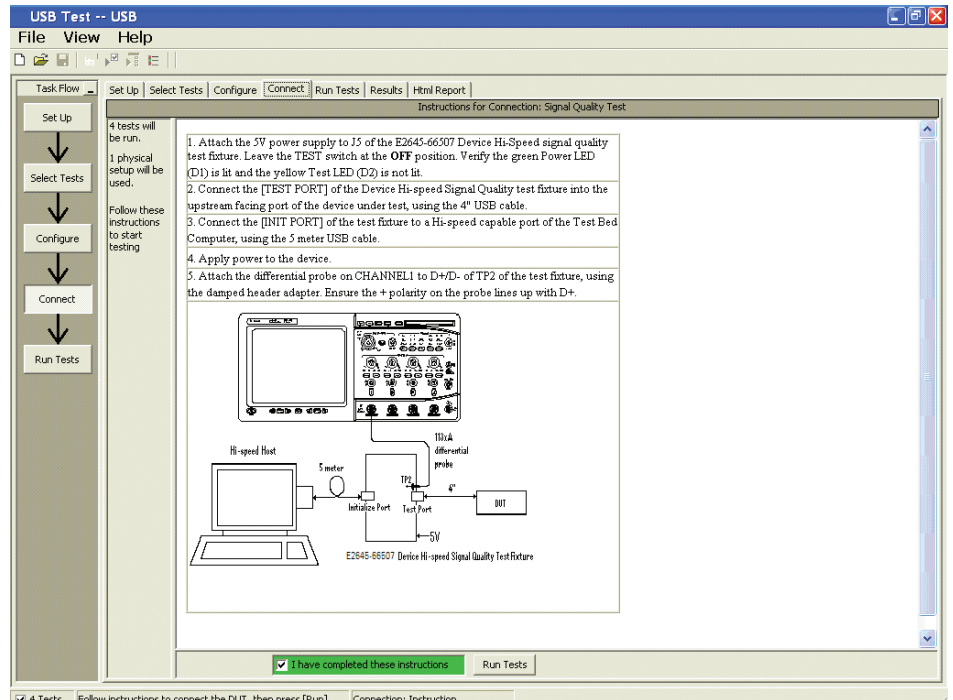 USB Test -- USB
File View Help
Task Flow
Set Up
Select Tests
Configure
Connect
Run Tests
Set Up Select Tests Configure Connect Run Tests Results Html Report
Instructions for Connection: Signal Quality Test
4 tests will
be run.
1 physical
setup will be
used.
Follow these
instructions
to start
testing
1. Attach the 5V power supply to J5 of the E2645-66507 Device Hi-Speed signal quality
test fixture. Leave the TEST switch at the OFF position. Verify the green Power LED
(D1) is lit and the yellow Test LED (D2) is not lit.
2. Connect the [TEST PORT] of the Device Hi-speed Signal Quality test fixture into the
upstream facing port of the device under test, using the 4" USB cable.
3. Connect the [INIT PORT] of the test fixture to a Hi-speed capable port of the Test Bed
Computer, using the 5 meter USB cable.
4. Apply power to the device.
5. Attach the differential probe on CHANNEL1 to D+/D- of TP2 of the test fixture, using
the damped header adapter. Ensure the + polarity on the probe lines up with D+.
differential
probe
Hi-speed Host
5 meter
TP2
4"
DUT
Initialize Port
Test Port
5V
E2645-66507 Device Hi-speed Signal Quality Test Fixture
I have completed these instructions
Run Tests
4 Tests Follow instructions to connect the DUT, then press [Run] Connection: Instruction